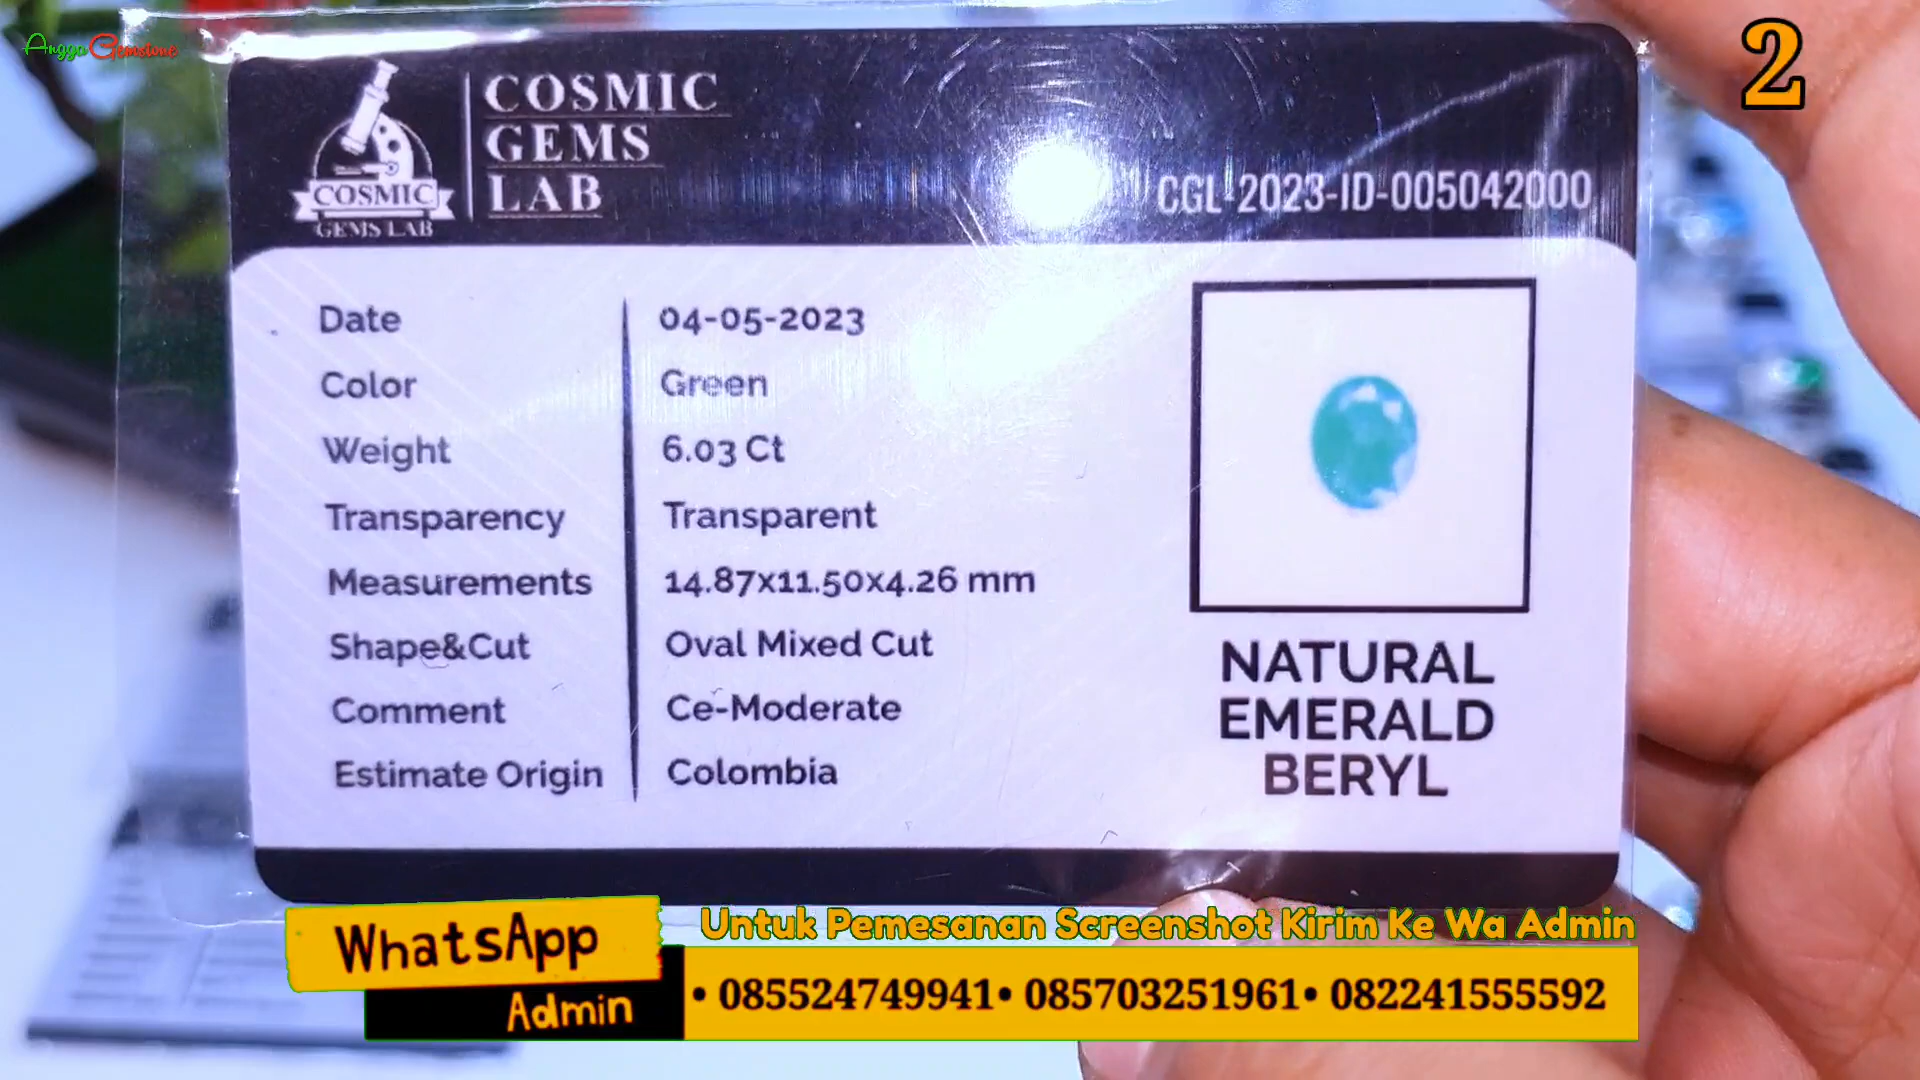 Angga Gemstone
2
COSMIC
GEMS
LAB
COSMIC
GEMS LAB
CGL-2023-ID-005042000
Date 04-05-2023
Color Green
Weight 6.03 Ct
Transparency Transparent
Measurements 14.87x11.50x4.26 mm
Shape&Cut Oval Mixed Cut
Comment Ce-Moderate
Estimate Origin Colombia
NATURAL
EMERALD
BERYL
WhatsApp
Admin
Untuk Pemesanan Screenshot Kirim Ke Wa Admin
• 085524749941• 085703251961• 082241555592